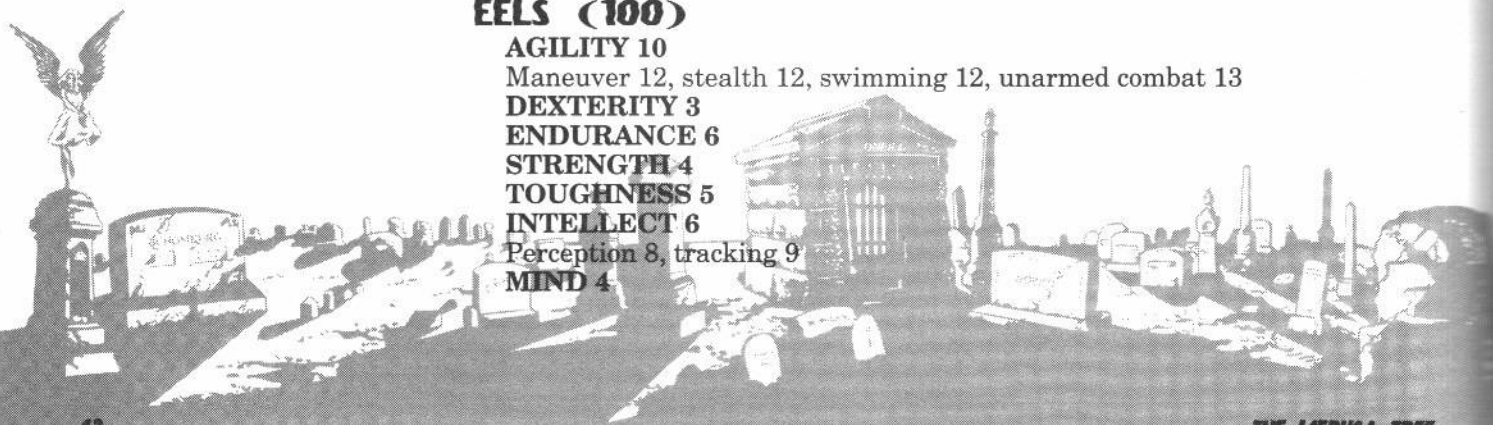 EELS (100)
AGILITY 10
Maneuver 12, stealth 12, swimming 12, unarmed combat 13
DEXTERITY 3
ENDURANCE 6
STRENGTH 4
TOUGHNESS 5
INTELLECT 6
Perception 8, tracking 9
MIND 4